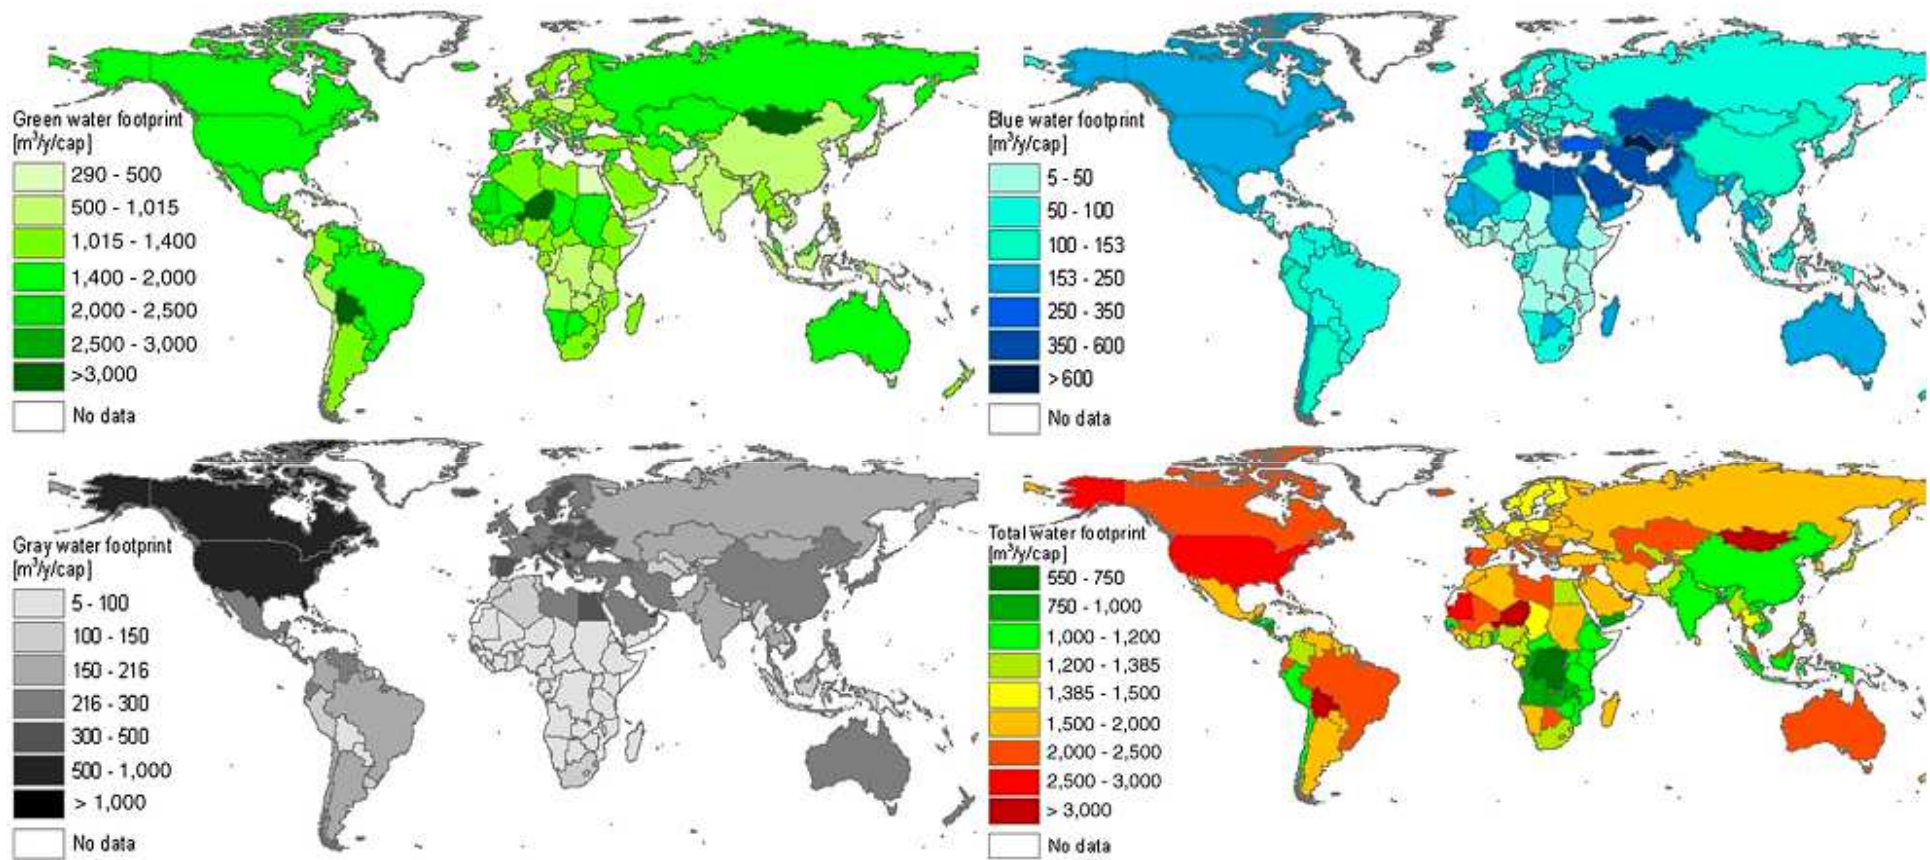 Green water footprint
[m³/y/cap]
290 - 500
500 - 1,015
1,015 - 1,400
1,400 - 2,000
2,000 - 2,500
2,500 - 3,000
>3,000
No data
Blue water footprint
[m³/y/cap]
5 - 50
50 - 100
100 - 153
153 - 250
250 - 350
350 - 600
> 600
No data
Gray water footprint
[m³/y/cap]
5 - 100
100 - 150
150 - 216
216 - 300
300 - 500
500 - 1,000
> 1,000
No data
Total water footprint
[m³/y/cap]
550 - 750
750 - 1,000
1,000 - 1,200
1,200 - 1,385
1,385 - 1,500
1,500 - 2,000
2,000 - 2,500
2,500 - 3,000
> 3,000
No data